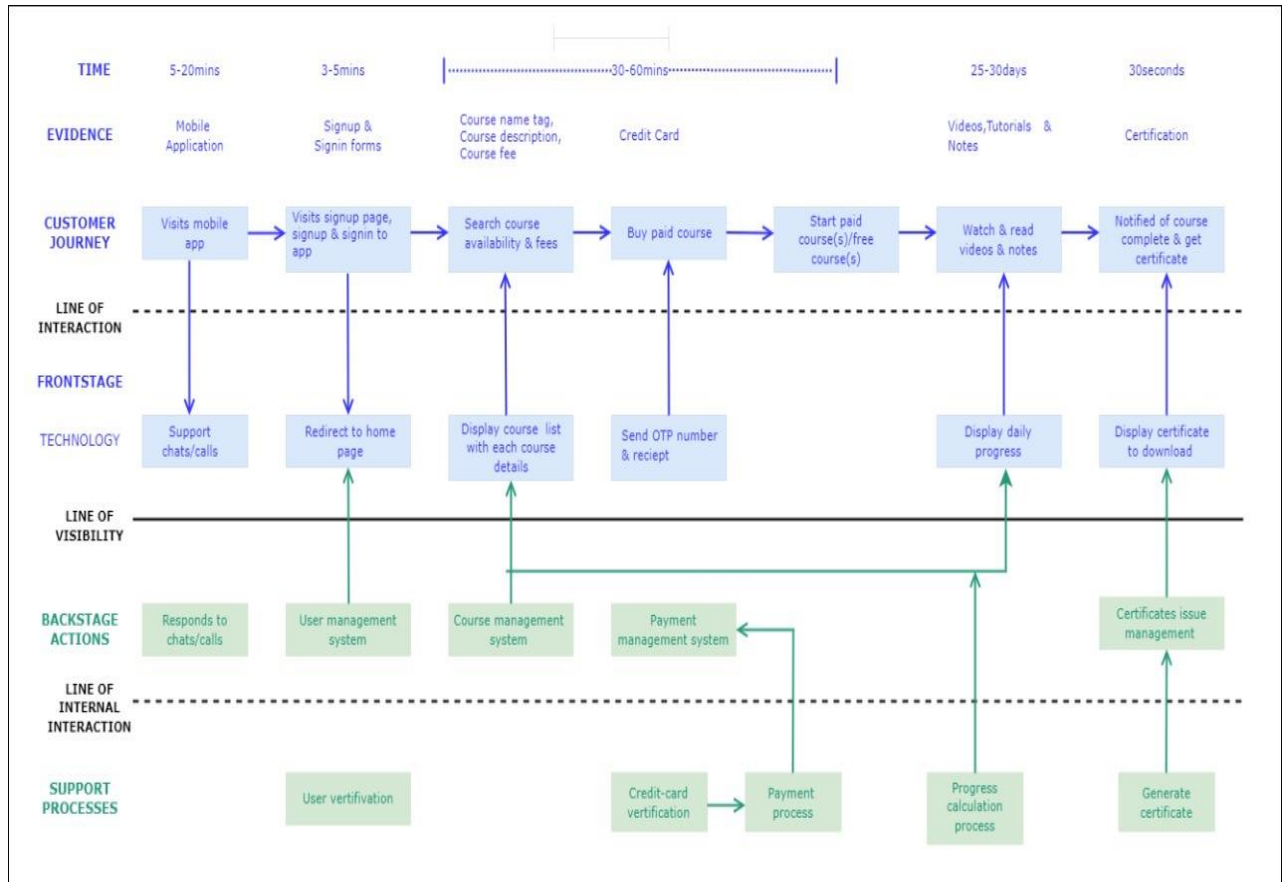 TIME
5-20mins
3-5mins
30-60mins
25-30days
30seconds
EVIDENCE
Mobile
Application
Signup &
Signin forms
Course name tag,
Course description,
Course fee
Credit Card
Videos,Tutorials &
Notes
Certification
CUSTOMER
JOURNEY
Visits mobile
app
Visits signup page,
signup & signin to
app
Search course
availability & fees
Buy paid course
Start paid
course(s)/free
course(s)
Watch & read
videos & notes
Notified of course
complete & get
certificate
LINE OF
INTERACTION
FRONTSTAGE
TECHNOLOGY
Support
chats/calls
Redirect to home
page
Display course list
with each course
details
Send OTP number
& reciept
Display daily
progress
Display certificate
to download
LINE OF
VISIBILITY
BACKSTAGE
ACTIONS
Responds to
chats/calls
User management
system
Course management
system
Payment
management system
Certificates issue
management
LINE OF
INTERNAL
INTERACTION
SUPPORT
PROCESSES
User vertifivation
Credit-card
vertification
Payment
process
Progress
calculation
process
Generate
certificate